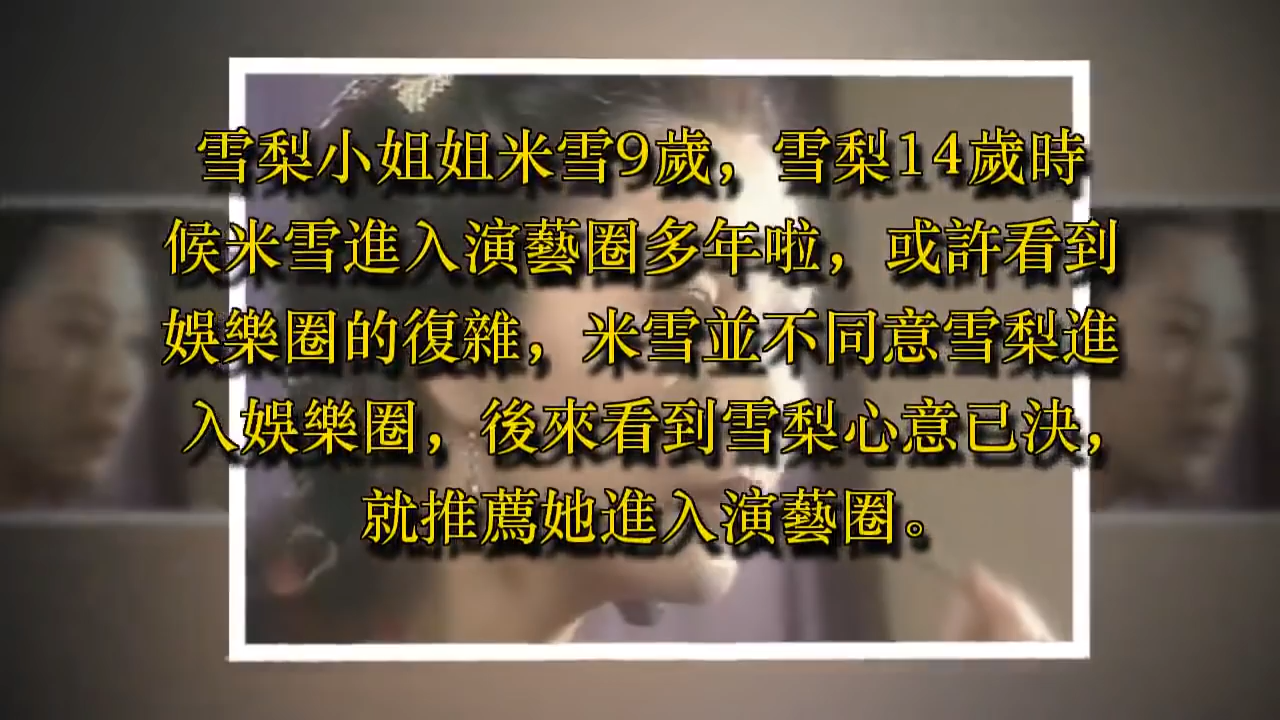 雪梨小姐姐米雪9歲，雪梨14歲時
候米雪進入演藝圈多年啦，或許看到
娛樂圈的復雜，米雪並不同意雪梨進
入娛樂圈，後來看到雪梨心意已決，
就推薦她進入演藝圈。